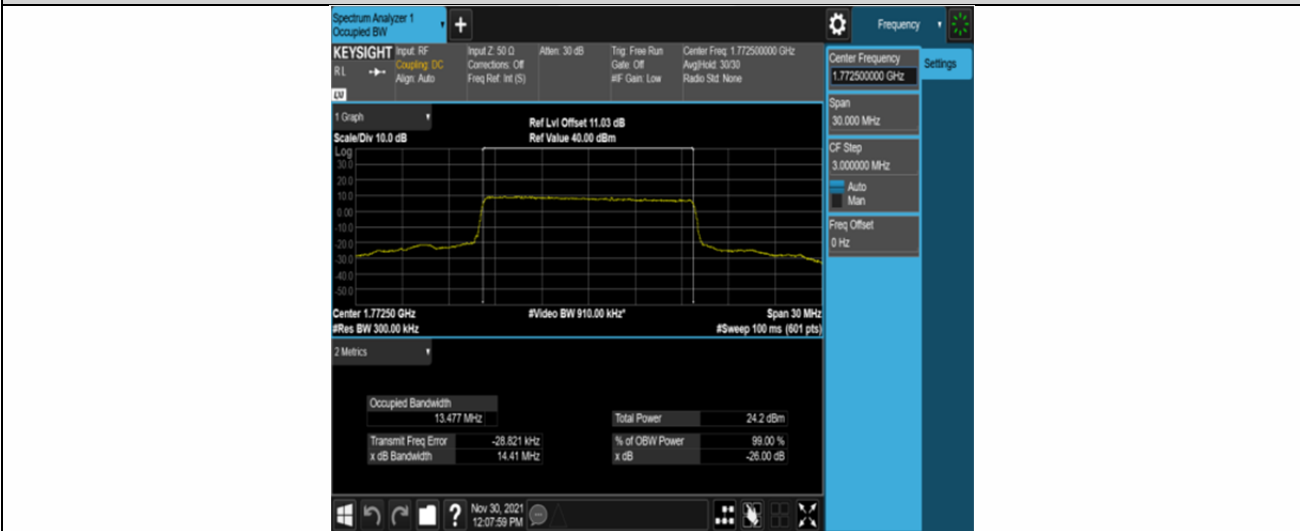 Spectrum Analyzer 1
Occupied BW
+
Frequency
KEYSIGHT
R L
Input: RF
Coupling: DC
Align: Auto
Input Z: 50 Ω
Corrections: Off
Freq Ref: Int (S)
Atten: 30 dB
Trig: Free Run
Gate: Off
#IF Gain: Low
Center Freq: 1.772500000 GHz
Avg|Hold: 30/30
Radio Std: None
Center Frequency
1.772500000 GHz
Settings
Span
30.000 MHz
CF Step
3.000000 MHz
Auto
Man
Freq Offset
0 Hz
1 Graph
Scale/Div 10.0 dB
Ref Lvl Offset 11.03 dB
Ref Value 40.00 dBm
Log
30.0
20.0
10.0
0.00
-10.0
-20.0
-30.0
-40.0
-50.0
Center 1.77250 GHz
#Video BW 910.00 kHz*
Span 30 MHz
#Res BW 300.00 kHz
#Sweep 100 ms (601 pts)
2 Metrics
Occupied Bandwidth
13.477 MHz
Total Power 24.2 dBm
Transmit Freq Error -28.821 kHz
% of OBW Power 99.00 %
x dB Bandwidth 14.41 MHz
x dB -26.00 dB
?
Nov 30, 2021
12:07:59 PM